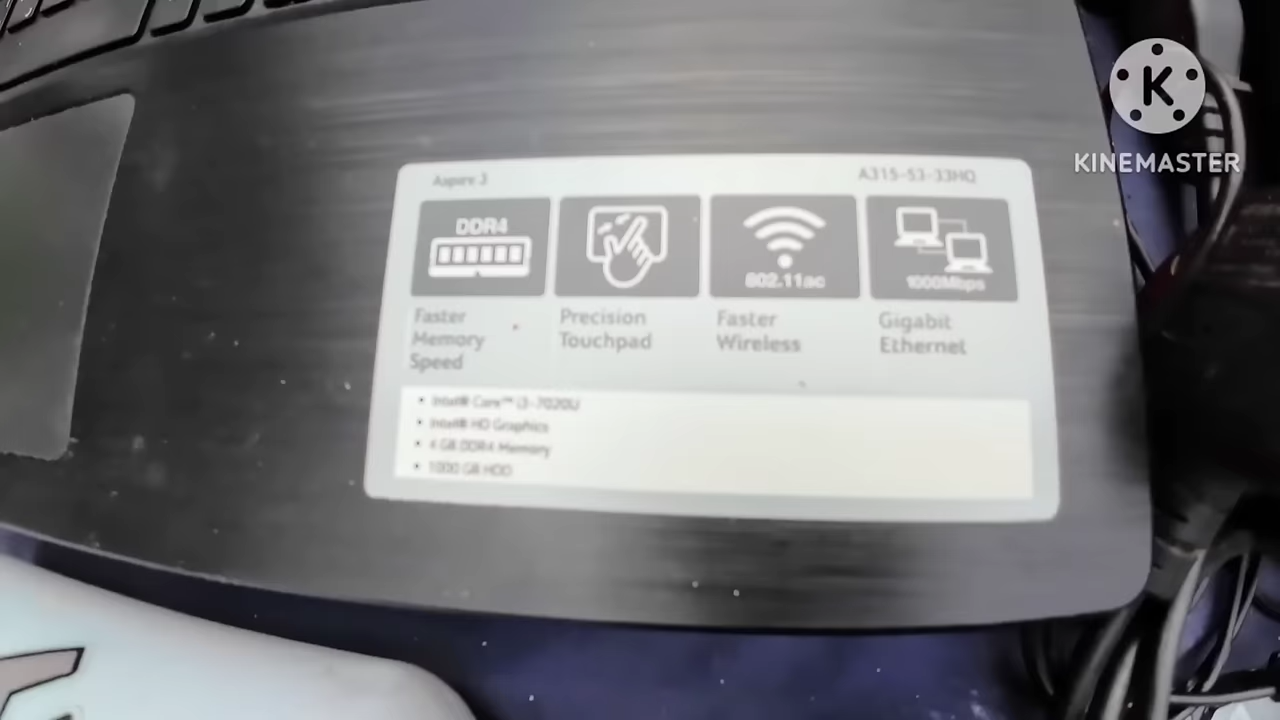 K
KINEMASTER
Aspire 3
A315-53-33HQ
DDR4
802.11ac
1000Mbps
Faster
Memory
Speed
Precision
Touchpad
Faster
Wireless
Gigabit
Ethernet
• Intel® Core™ i3-7020U
• Intel® HD Graphics
• 4 GB DDR4 Memory
• 1000 GB HDD